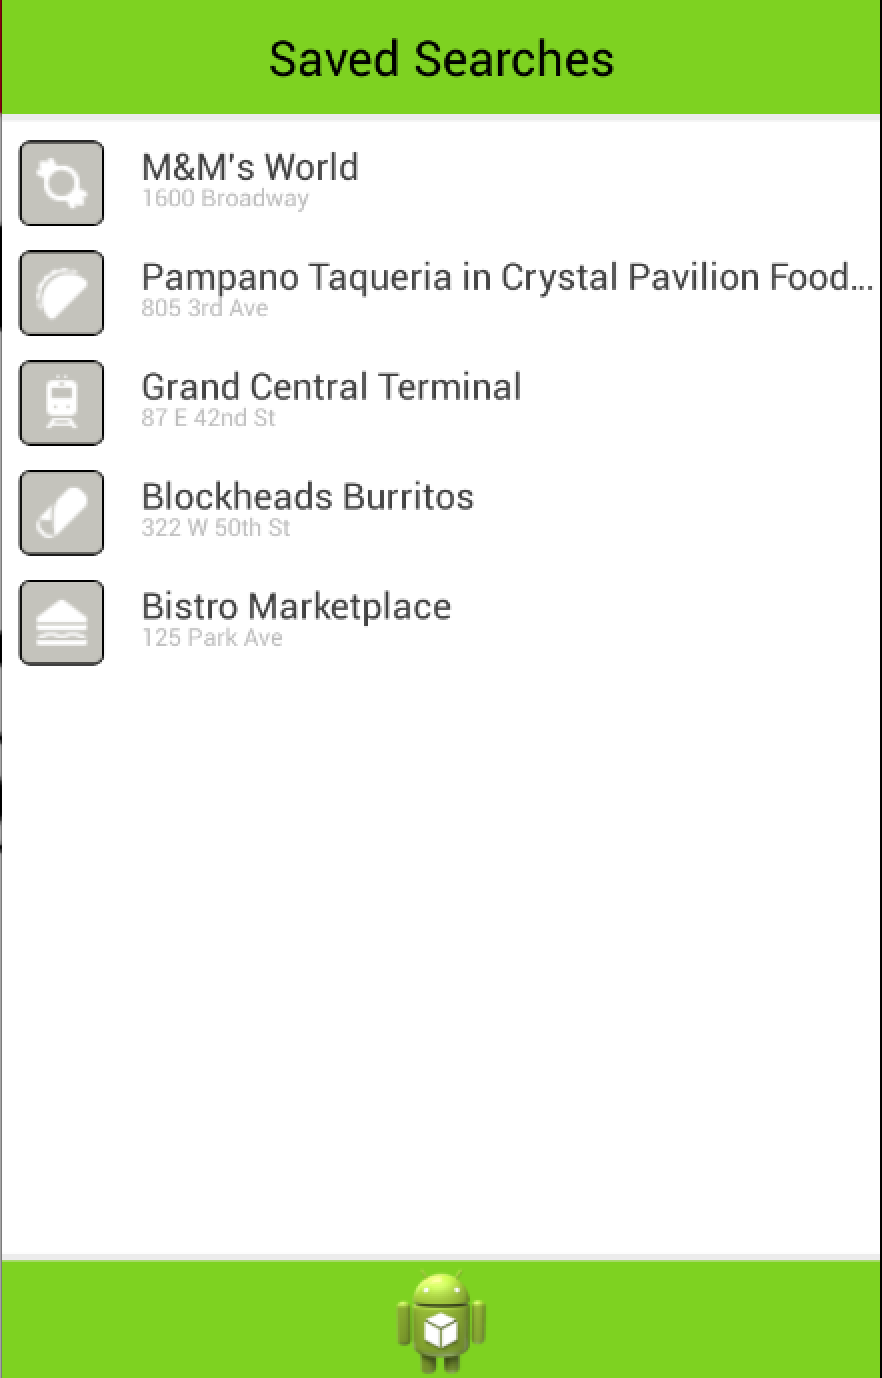 Saved Searches
M&M's World
1600 Broadway
Pampano Taqueria in Crystal Pavilion Food...
805 3rd Ave
Grand Central Terminal
87 E 42nd St
Blockheads Burritos
322 W 50th St
Bistro Marketplace
125 Park Ave